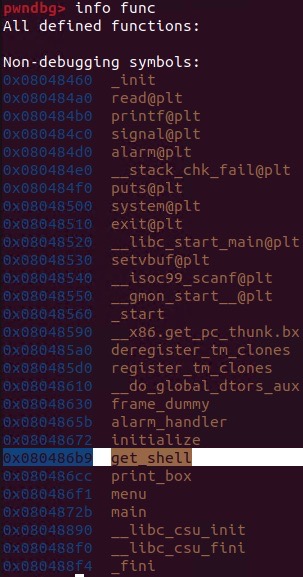 pwndbg> info func
All defined functions:
Non-debugging symbols:
0x08048460 _init
0x080484a0 read@plt
0x080484b0 printf@plt
0x080484c0 signal@plt
0x080484d0 alarm@plt
0x080484e0 __stack_chk_fail@plt
0x080484f0 puts@plt
0x08048500 system@plt
0x08048510 exit@plt
0x08048520 __libc_start_main@plt
0x08048530 setvbuf@plt
0x08048540 __isoc99_scanf@plt
0x08048550 __gmon_start__@plt
0x08048560 _start
0x08048590 __x86.get_pc_thunk.bx
0x080485a0 deregister_tm_clones
0x080485d0 register_tm_clones
0x08048610 __do_global_dtors_aux
0x08048630 frame_dummy
0x0804865b alarm_handler
0x08048672 initialize
0x080486b9 get_shell
0x080486cc print_box
0x080486f1 menu
0x0804872b main
0x08048890 __libc_csu_init
0x080488f0 __libc_csu_fini
0x080488f4 _fini